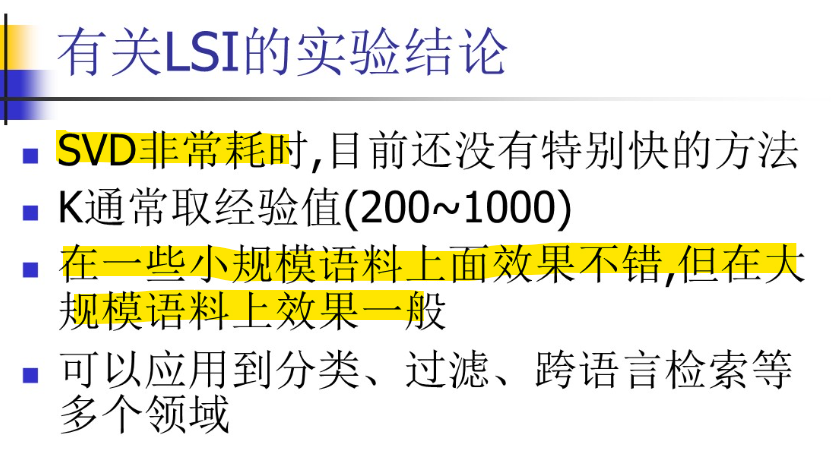 有关LSI的实验结论
SVD非常耗时,目前还没有特别快的方法
K通常取经验值(200~1000)
在一些小规模语料上面效果不错,但在大
规模语料上效果一般
可以应用到分类、过滤、跨语言检索等
多个领域